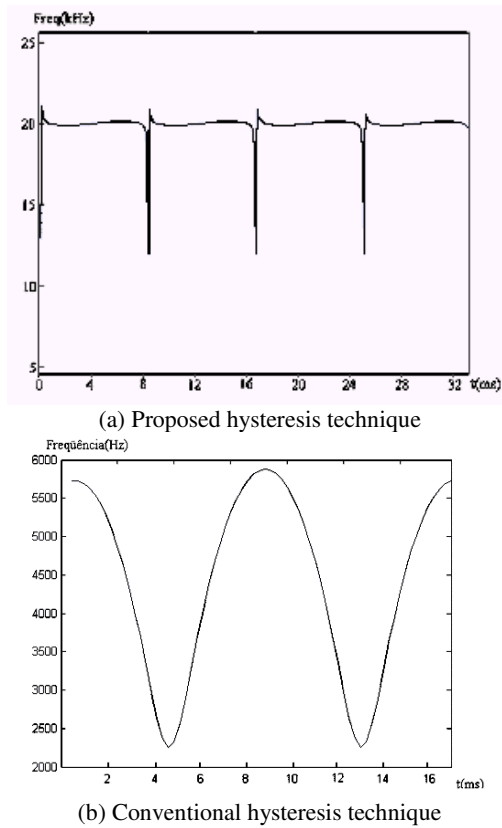 Freq(kHz)
25
20
15
10
5
0 4 8 12 16 20 24 28 32 t(ms)
(a) Proposed hysteresis technique
Freqüência(Hz)
6000
5500
5000
4500
4000
3500
3000
2500
2000
2 4 6 8 10 12 14 16 t(ms)
(b) Conventional hysteresis technique